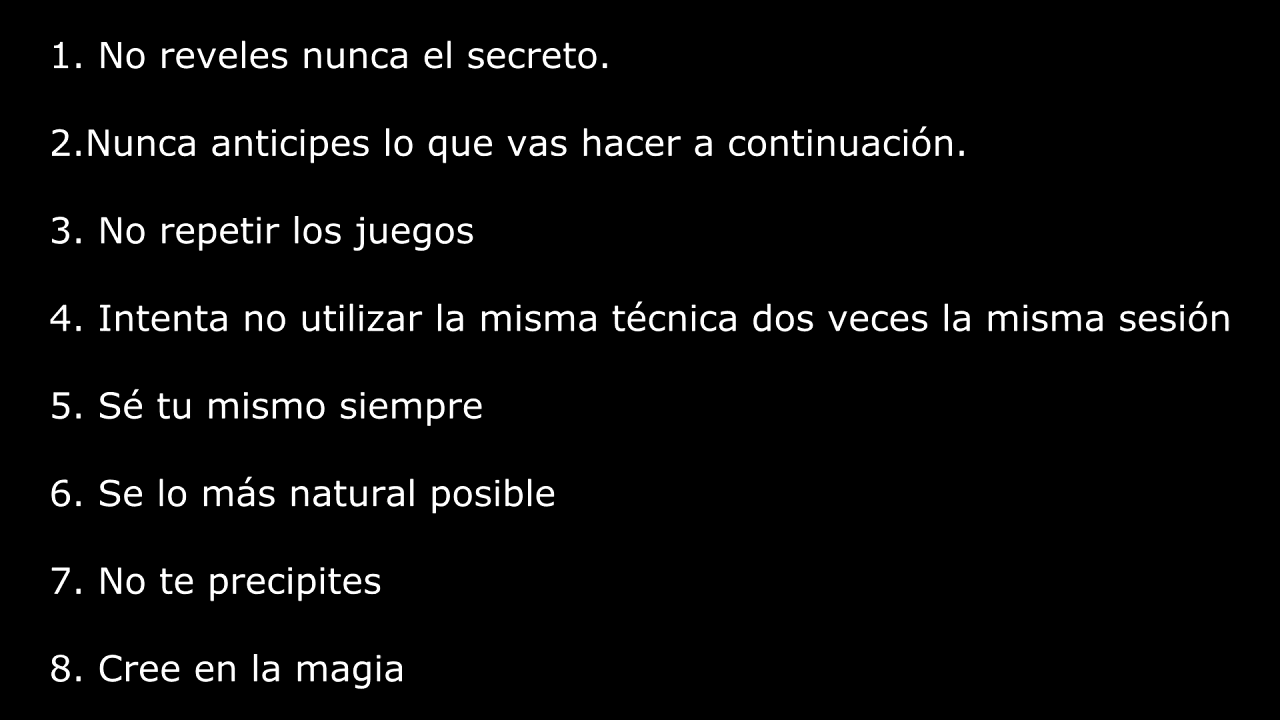 1. No reveles nunca el secreto.
2.Nunca anticipes lo que vas hacer a continuación.
3. No repetir los juegos
4. Intenta no utilizar la misma técnica dos veces la misma sesión
5. Sé tu mismo siempre
6. Se lo más natural posible
7. No te precipites
8. Cree en la magia